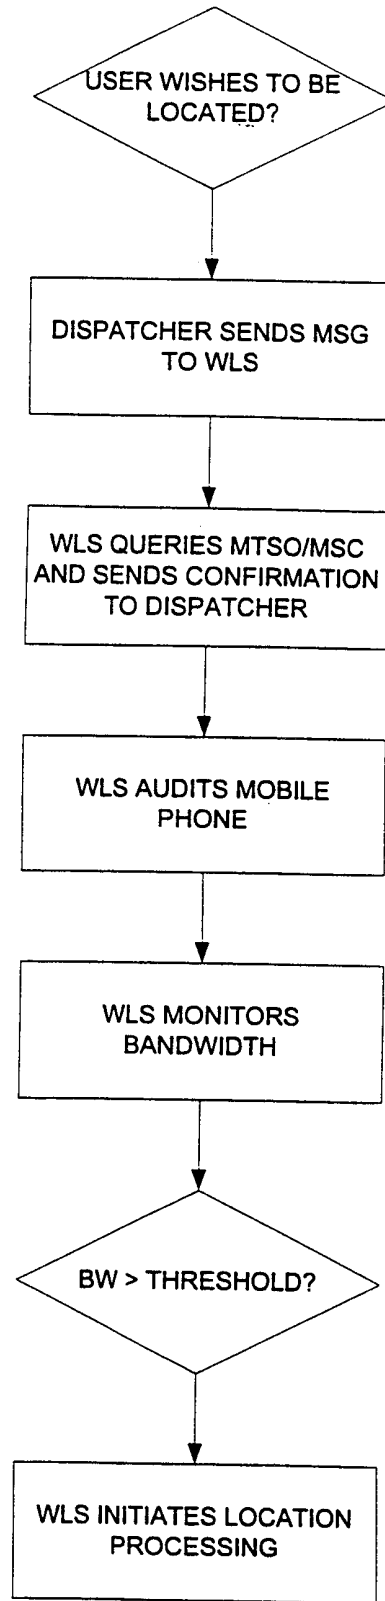 USER WISHES TO BE
LOCATED?
DISPATCHER SENDS MSG
TO WLS
WLS QUERIES MTSO/MSC
AND SENDS CONFIRMATION
TO DISPATCHER
WLS AUDITS MOBILE
PHONE
WLS MONITORS
BANDWIDTH
BW > THRESHOLD?
WLS INITIATES LOCATION
PROCESSING